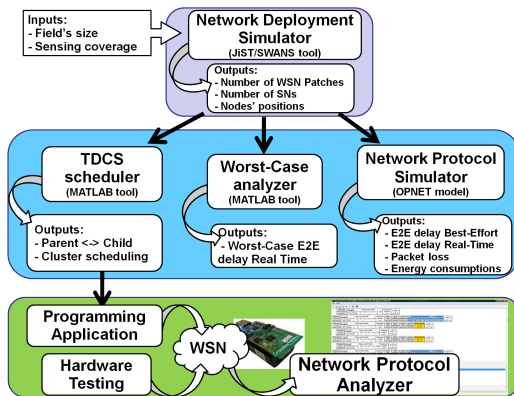 Inputs:
- Field's size
- Sensing coverage
Network Deployment
Simulator
(JiST/SWANS tool)
Outputs:
- Number of WSN Patches
- Number of SNs
- Nodes' positions
TDCS
scheduler
(MATLAB tool)
Outputs:
- Parent <-> Child
- Cluster scheduling
Worst-Case
analyzer
(MATLAB tool)
Outputs:
- Worst-Case E2E
delay Real Time
Network Protocol
Simulator
(OPNET model)
Outputs:
- E2E delay Best-Effort
- E2E delay Real-Time
- Packet loss
- Energy consumptions
Programming
Application
Hardware
Testing
WSN
Network Protocol
Analyzer